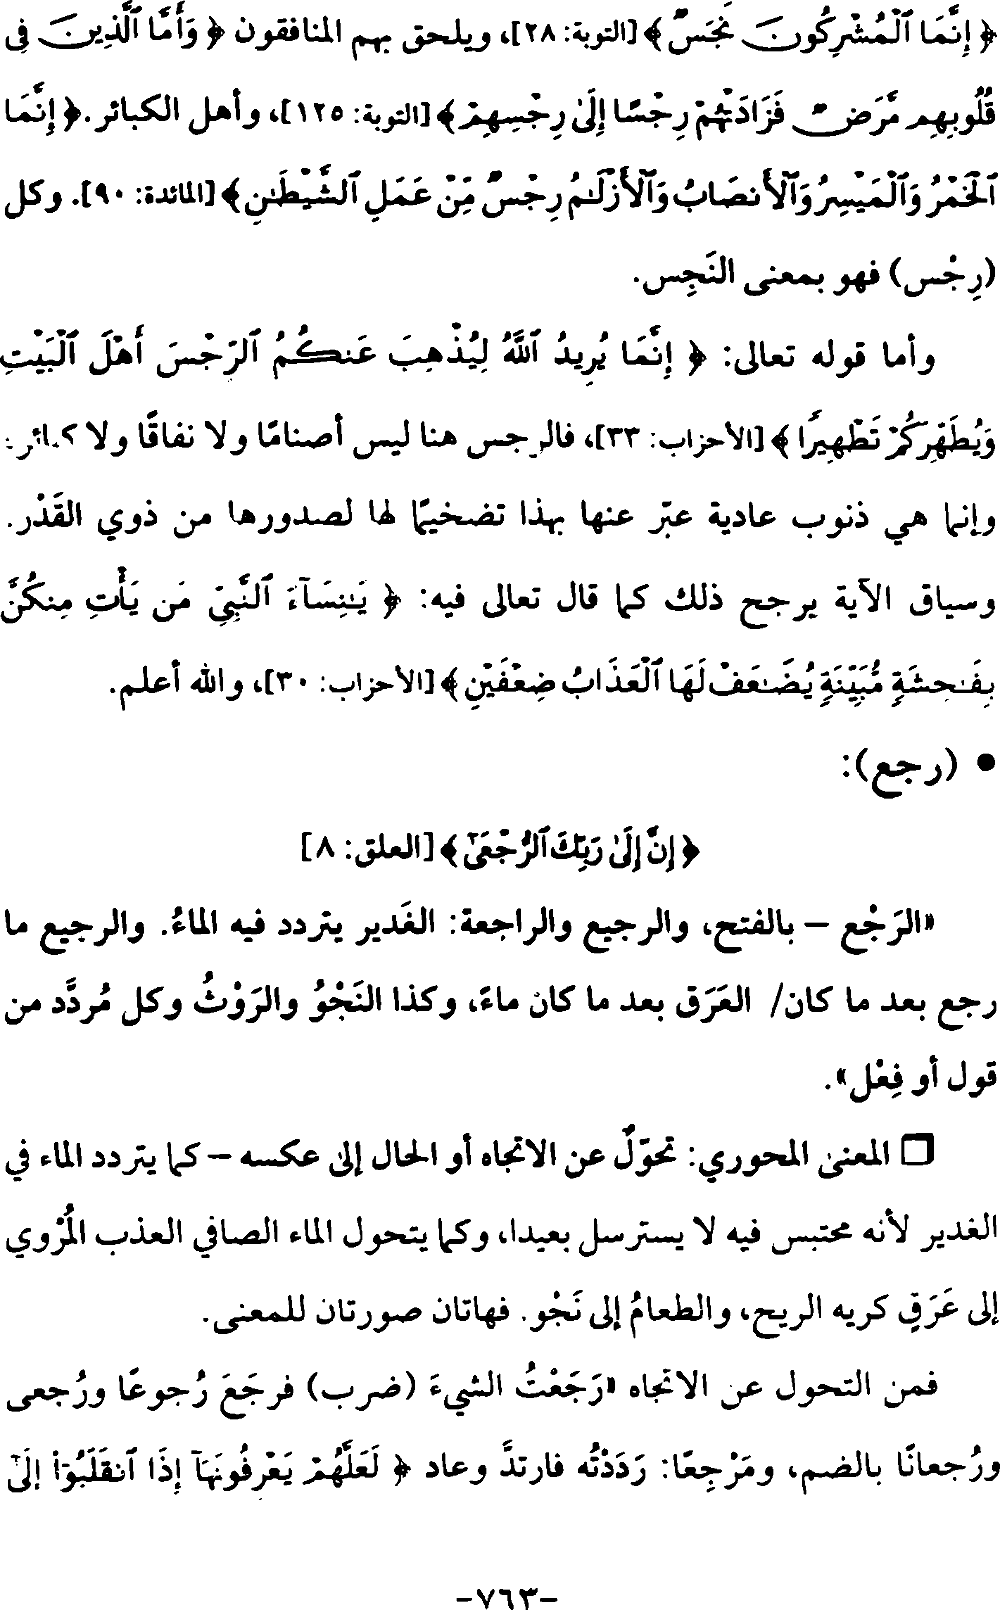 ﴿ إِنَّمَا ٱلْمُشْرِكُونَ نَجَسٌ ﴾ [التوبة: ٢٨]، ويلحق بهم المنافقون ﴿ وَأَمَّا ٱلَّذِينَ فِى
قُلُوبِهِم مَّرَضٌ فَزَادَتْهُمْ رِجْسًا إِلَىٰ رِجْسِهِمْ ﴾ [التوبة: ١٢٥]، وأهل الكبائر. ﴿ إِنَّمَا
ٱلْخَمْرُ وَٱلْمَيْسِرُ وَٱلْأَنصَابُ وَٱلْأَزْلَـٰمُ رِجْسٌ مِّنْ عَمَلِ ٱلشَّيْطَـٰنِ ﴾ [المائدة: ٩٠]. وكل
(رِجْس) فهو بمعنى النَجِس.
وأما قوله تعالى: ﴿ إِنَّمَا يُرِيدُ ٱللَّهُ لِيُذْهِبَ عَنكُمُ ٱلرِّجْسَ أَهْلَ ٱلْبَيْتِ
وَيُطَهِّرَكُمْ تَطْهِيرًا ﴾ [الأحزاب: ٣٣]، فالرجس هنا ليس أصنامًا ولا نفاقًا ولا كبائر؛
وإنما هي ذنوب عادية عبّر عنها بهذا تضخيمًا لها لصدورها من ذوي القَدْر.
وسياق الآية يرجح ذلك كما قال تعالى فيه: ﴿ يَـٰنِسَآءَ ٱلنَّبِيِّ مَن يَأْتِ مِنكُنَّ
بِفَـٰحِشَةٍ مُّبَيِّنَةٍ يُضَـٰعَفْ لَهَا ٱلْعَذَابُ ضِعْفَيْنِ ﴾ [الأحزاب: ٣٠]، والله أعلم.
• (رجع):
﴿ إِنَّ إِلَىٰ رَبِّكَ ٱلرُّجْعَىٰٓ ﴾ [العلق: ٨]
«الرَجْع – بالفتح، والرجيع والراجعة: الغَدير يتردد فيه الماءُ. والرجيع ما
رجع بعد ما كان/ العَرَق بعد ما كان ماءً، وكذا النَجْوُ والرَوْثُ وكل مُردَّد من
قول أو فِعْل».
□ المعنى المحوري: تحوّلٌ عن الاتجاه أو الحال إلى عكسه – كما يتردد الماء في
الغدير لأنه محتبس فيه لا يسترسل بعيدا، وكما يتحول الماء الصافي العذب المُرْوي
إلى عَرَقٍ كريه الريح، والطعامُ إلى نَجْو. فهاتان صورتان للمعنى.
فمن التحول عن الاتجاه «رَجَعْتُ الشيءَ (ضرب) فرجَعَ رُجوعًا ورُجعى
ورُجعانًا بالضم، ومَرْجِعًا: رَدَدْتُه فارتدَّ وعاد ﴿ لَعَلَّهُمْ يَعْرِفُونَهَآ إِذَا ٱنقَلَبُوٓا۟ إِلَىٰٓ
-٧٦٣-